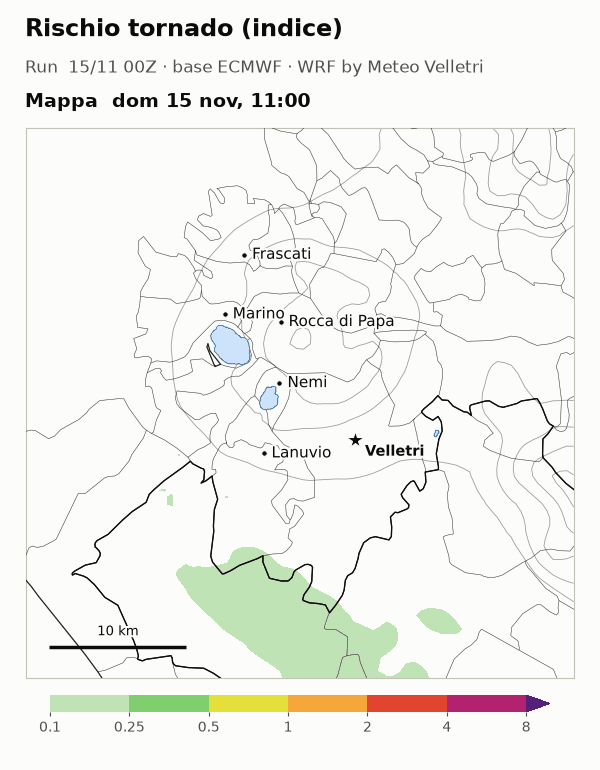 Rischio tornado (indice)
Run  15/11 00Z · base ECMWF · WRF by Meteo Velletri
Mappa  dom 15 nov, 11:00
Frascati
Marino
Rocca di Papa
Nemi
Velletri
Lanuvio
10 km
0.1 0.25 0.5 1 2 4 8